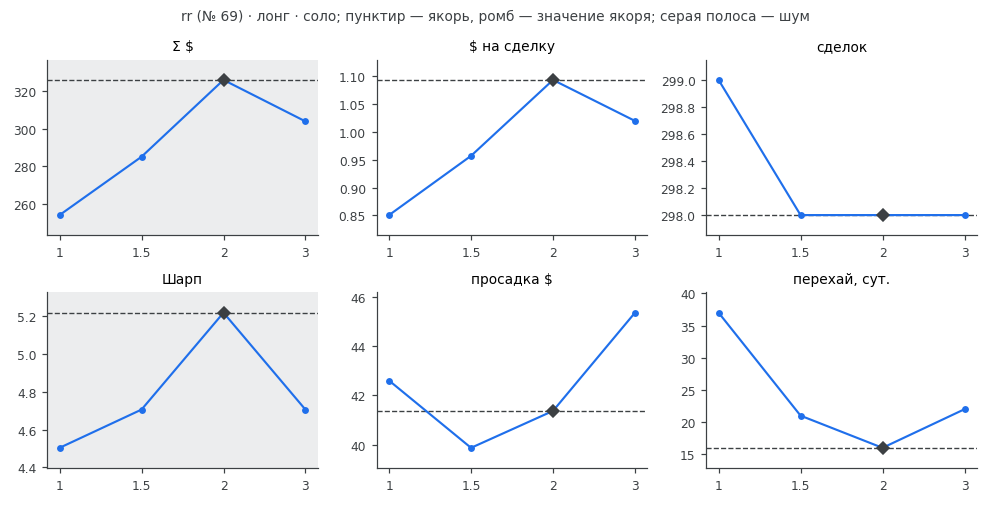 rr (№ 69) · лонг · соло; пунктир — якорь, ромб — значение якоря; серая полоса — шум
Σ $
320
300
280
260
1 1.5 2 3
$ на сделку
1.10
1.05
1.00
0.95
0.90
0.85
1 1.5 2 3
сделок
299.0
298.8
298.6
298.4
298.2
298.0
1 1.5 2 3
Шарп
5.2
5.0
4.8
4.6
4.4
1 1.5 2 3
просадка $
46
44
42
40
1 1.5 2 3
перехай, сут.
40
35
30
25
20
15
1 1.5 2 3